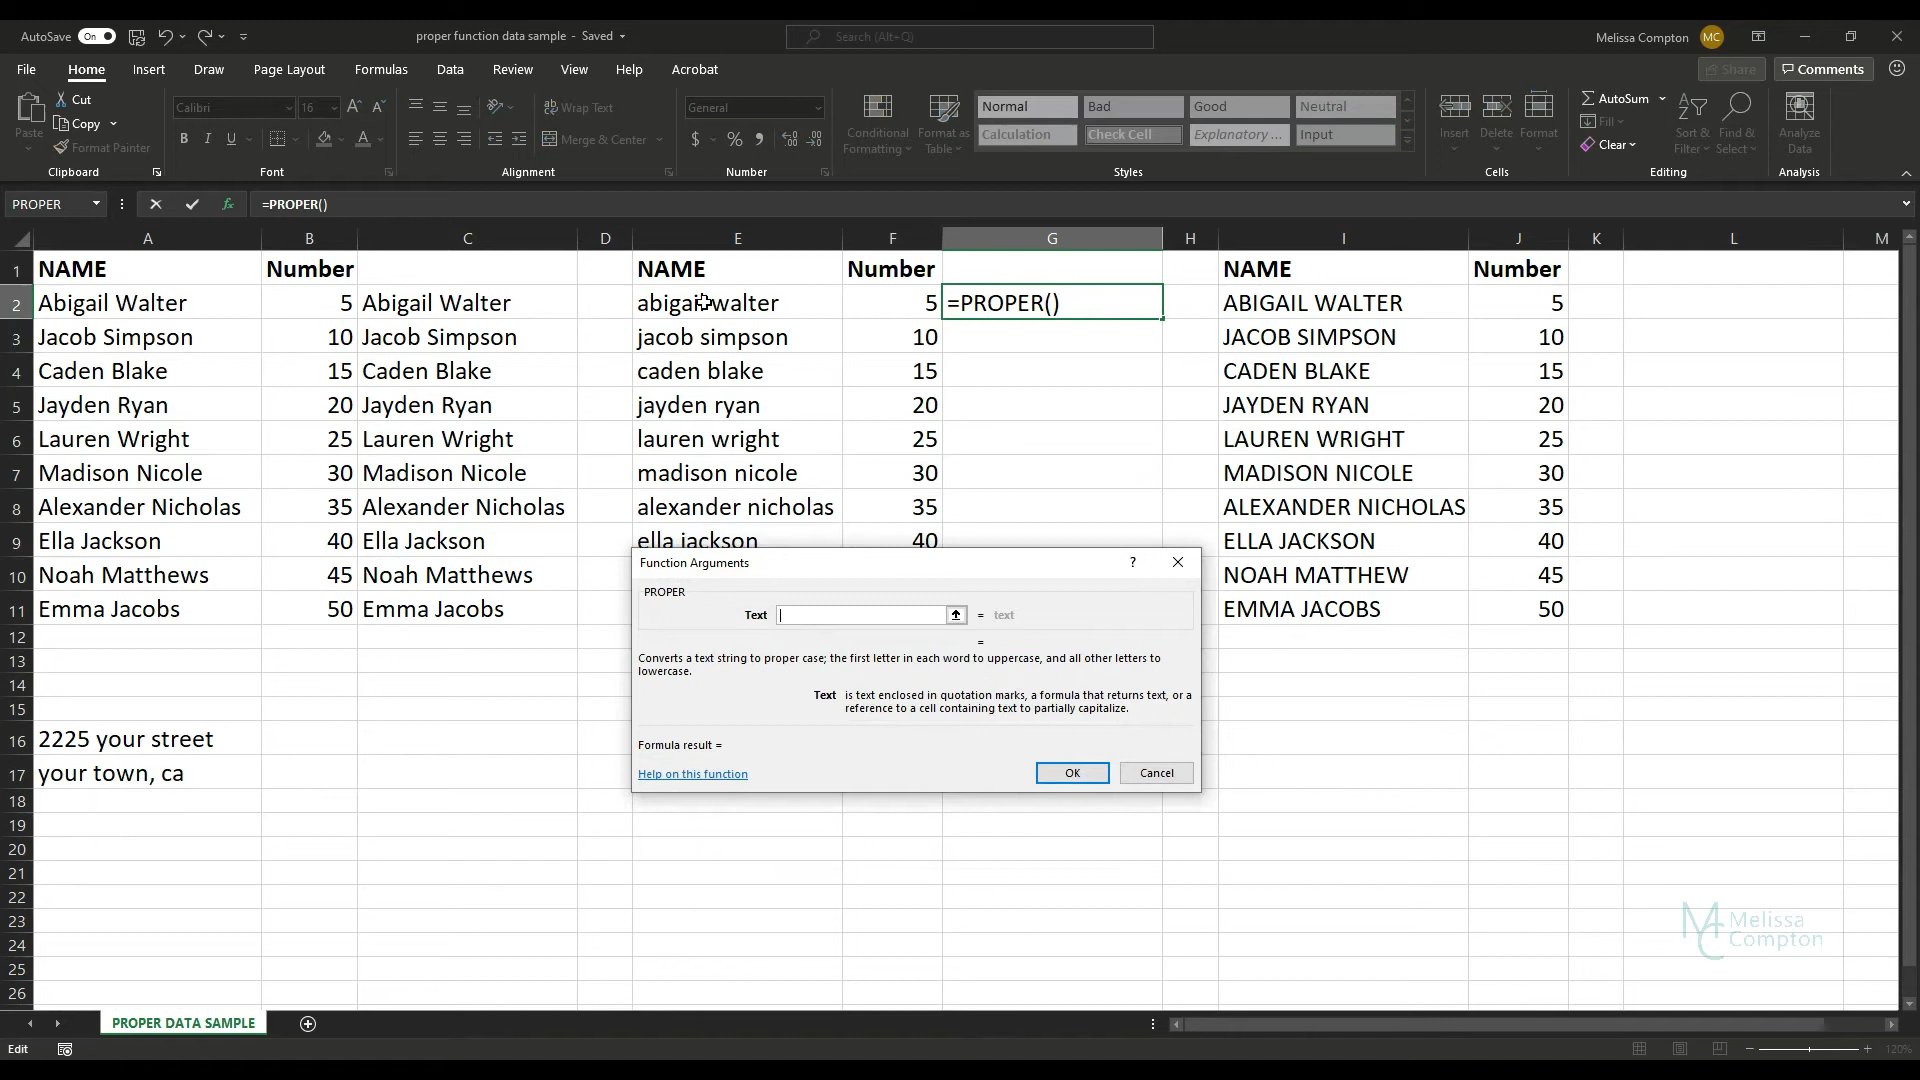 AutoSave On proper function data sample - Saved Search (Alt+Q) Melissa Compton MC
File Home Insert Draw Page Layout Formulas Data Review View Help Acrobat Share Comments
Paste Cut Copy Format Painter Clipboard
Calibri 16 B I U Font
Wrap Text Merge & Center Alignment
General $ % Number
Conditional Formatting Format as Table
Normal Bad Good Neutral
Calculation Check Cell Explanatory ... Input
Styles
Insert Delete Format Cells
AutoSum Fill Clear Sort & Filter Find & Select Editing
Analyze Data Analysis
PROPER fx =PROPER()
A B C D E F G H I J K L M
1 NAME Number NAME Number NAME Number
2 Abigail Walter 5 Abigail Walter abigail walter 5 =PROPER() ABIGAIL WALTER 5
3 Jacob Simpson 10 Jacob Simpson jacob simpson 10 JACOB SIMPSON 10
4 Caden Blake 15 Caden Blake caden blake 15 CADEN BLAKE 15
5 Jayden Ryan 20 Jayden Ryan jayden ryan 20 JAYDEN RYAN 20
6 Lauren Wright 25 Lauren Wright lauren wright 25 LAUREN WRIGHT 25
7 Madison Nicole 30 Madison Nicole madison nicole 30 MADISON NICOLE 30
8 Alexander Nicholas 35 Alexander Nicholas alexander nicholas 35 ALEXANDER NICHOLAS 35
9 Ella Jackson 40 Ella Jackson ella jackson 40 ELLA JACKSON 40
10 Noah Matthews 45 Noah Matthews NOAH MATTHEW 45
11 Emma Jacobs 50 Emma Jacobs EMMA JACOBS 50
12
13
14
15
16 2225 your street
17 your town, ca
18
19
20
21
22
23
24
25
26
Function Arguments ?
PROPER
Text = text
=
Converts a text string to proper case; the first letter in each word to uppercase, and all other letters to
lowercase.
Text is text enclosed in quotation marks, a formula that returns text, or a
reference to a cell containing text to partially capitalize.
Formula result =
Help on this function OK Cancel
MC Melissa
Compton
PROPER DATA SAMPLE
Edit 120%